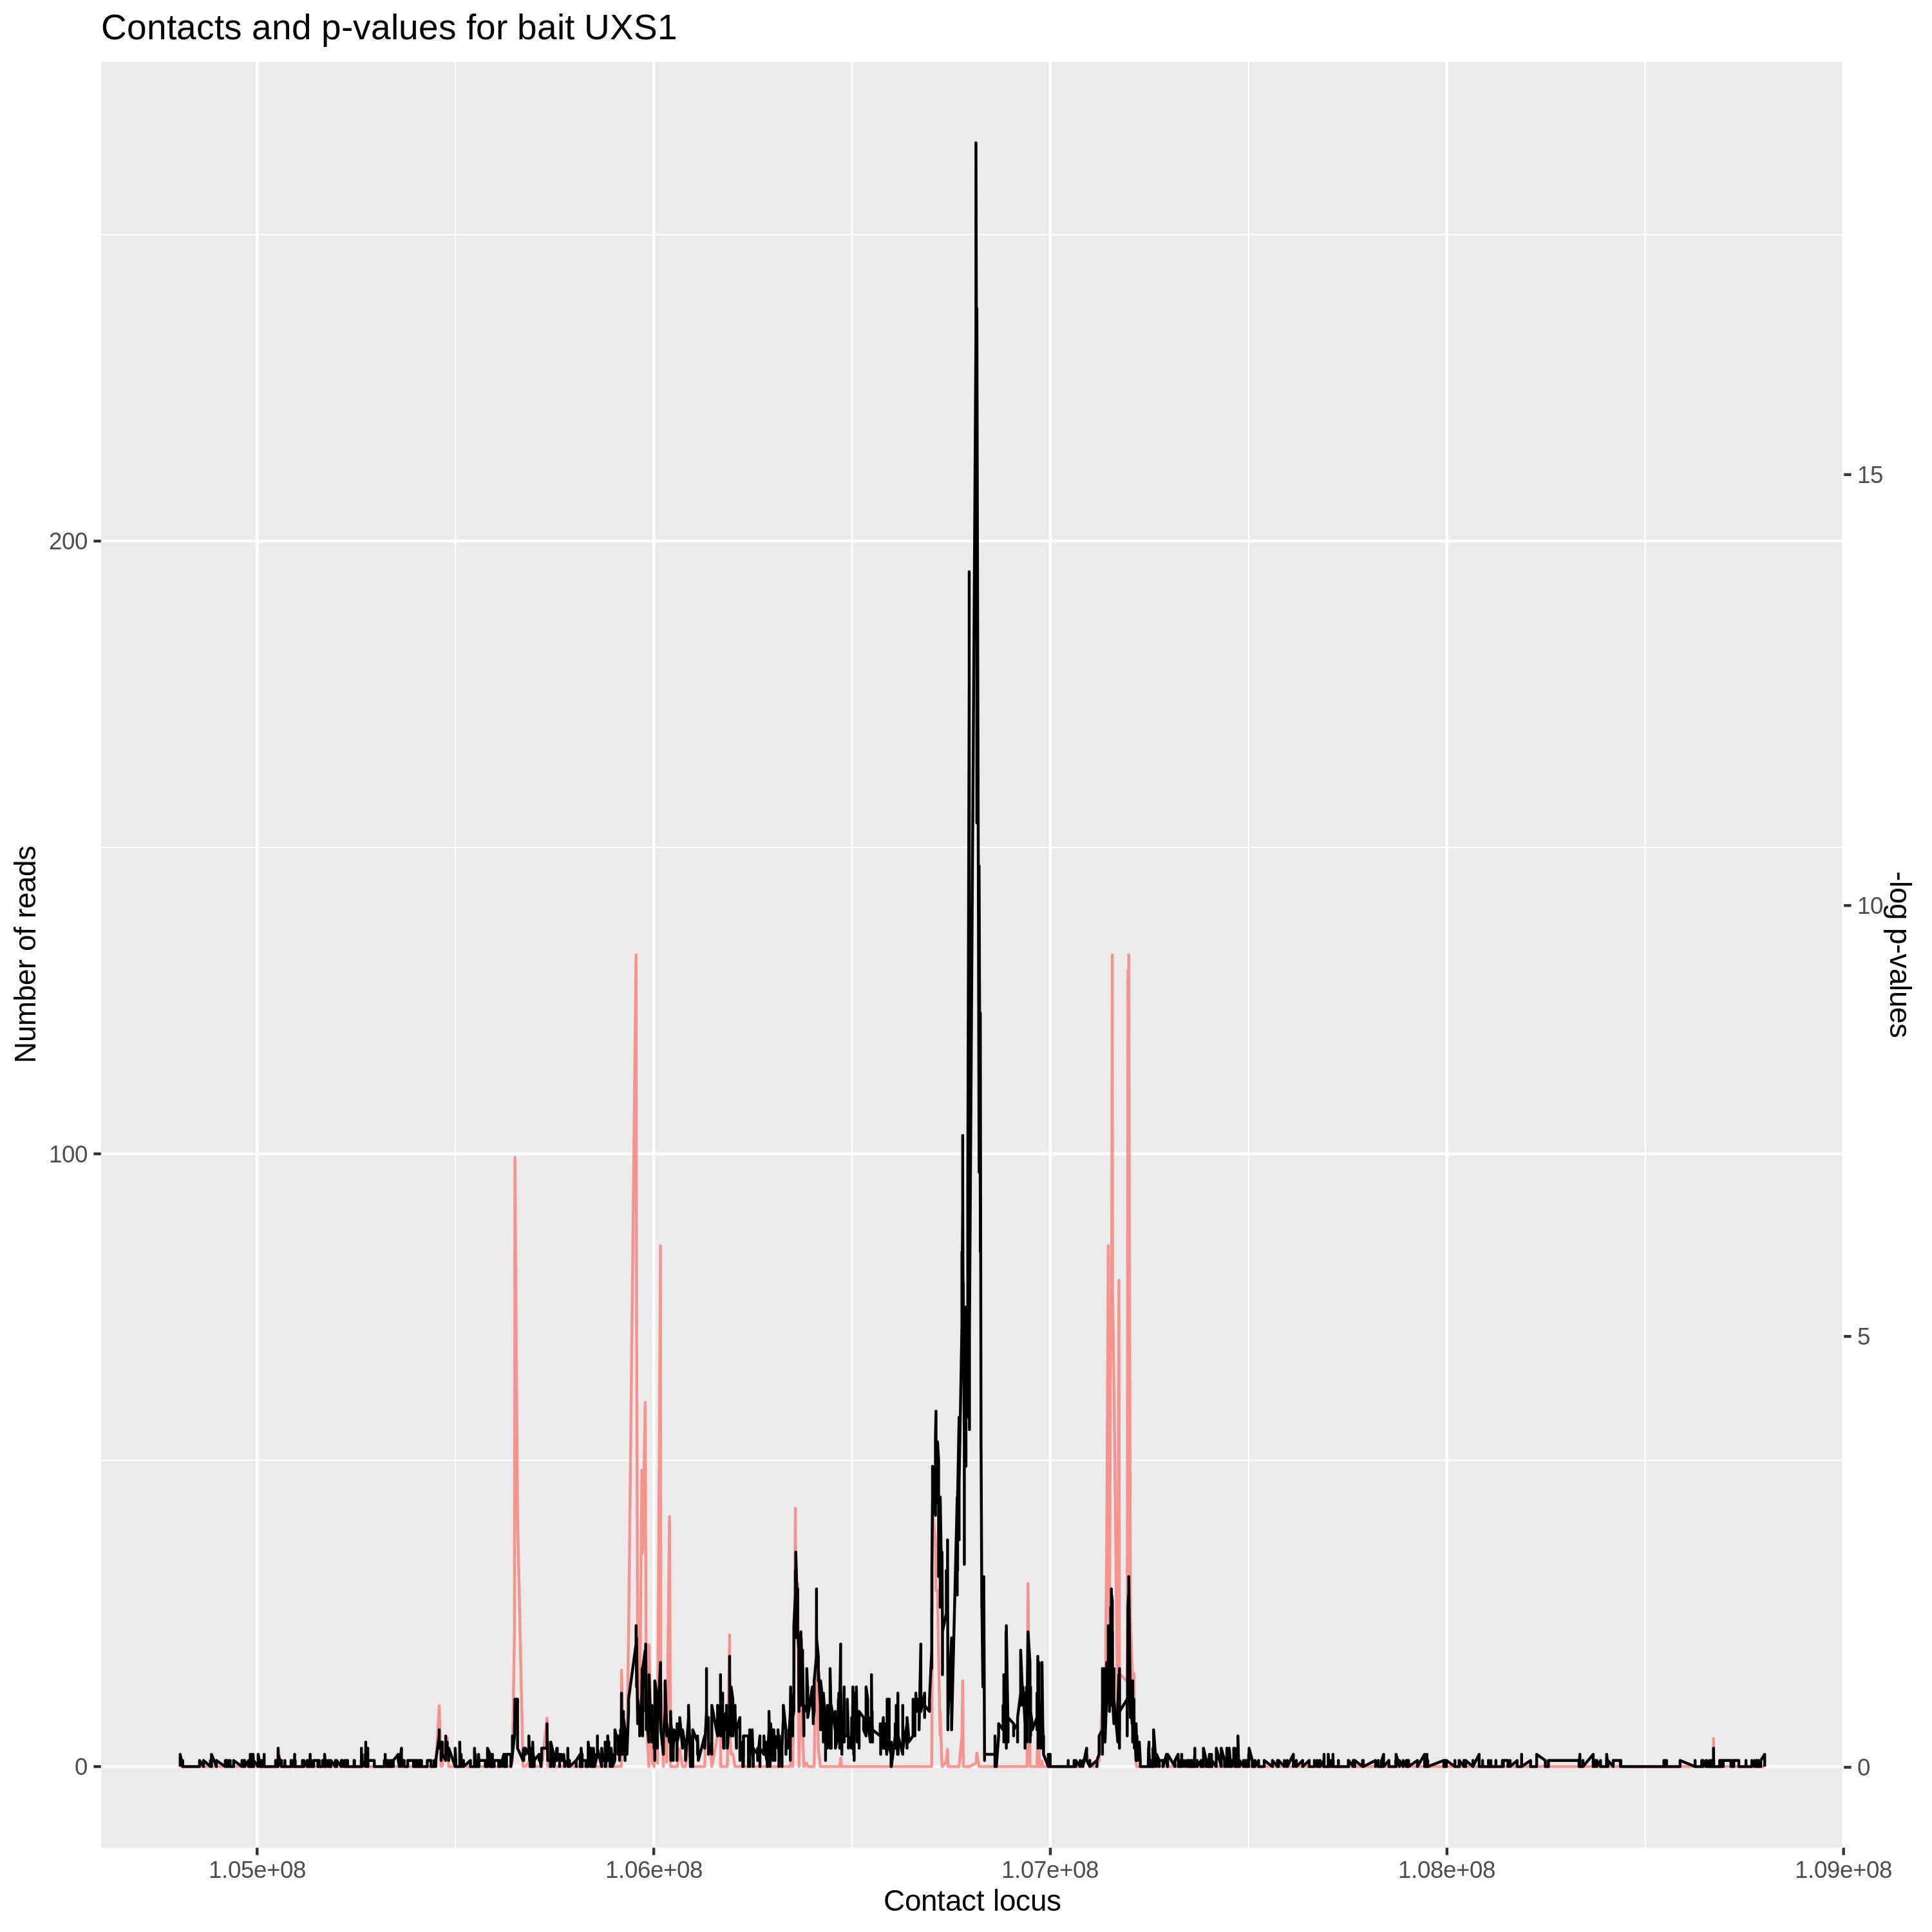 Contacts and p-values for bait UXS1
Number of reads
200
100
0
15
10
5
0
-log p-values
1.05e+08
1.06e+08
1.07e+08
1.08e+08
1.09e+08
Contact locus